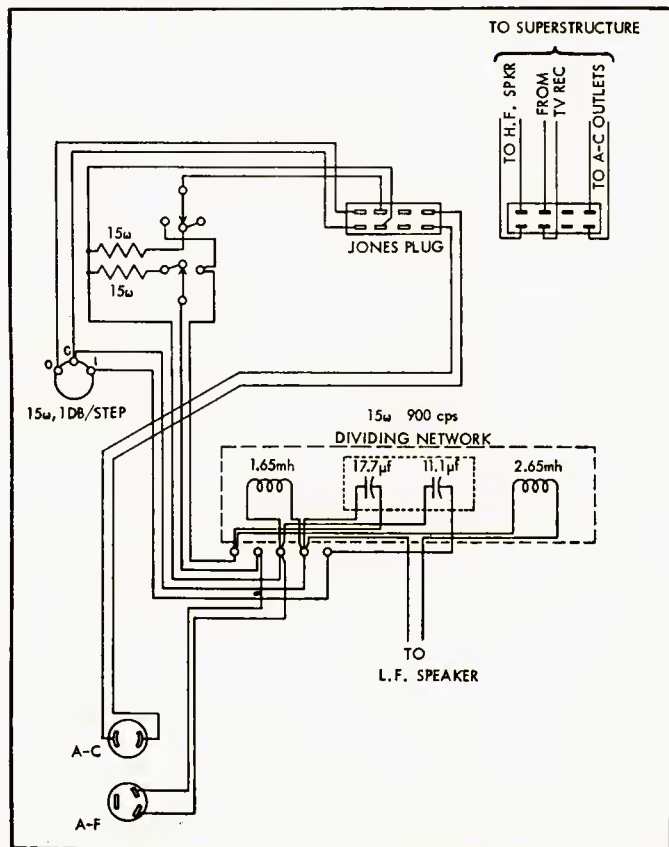 TO SUPERSTRUCTURE
TO H.F. SPKR
FROM
TV REC
TO A-C OUTLETS
15ω
15ω
JONES PLUG
O
C
I
15ω, 1DB/STEP
15ω 900 cps
DIVIDING NETWORK
1.65mh
17.7µf
11.1µf
2.65mh
TO
L.F. SPEAKER
A-C
A-F